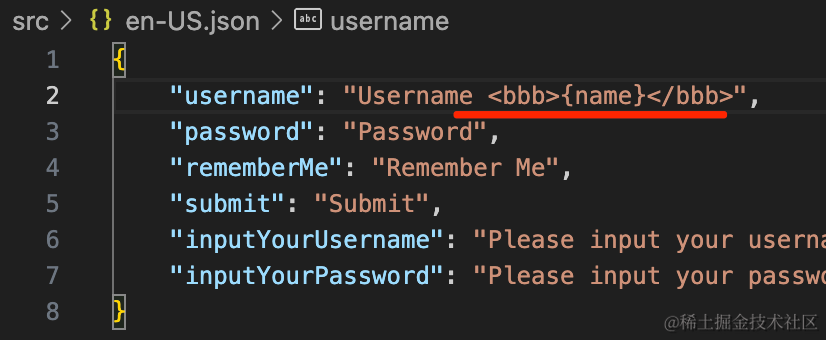 src > {} en-US.json > abc username
1 {
2 "username": "Username <bbb>{name}</bbb>",
3 "password": "Password",
4 "rememberMe": "Remember Me",
5 "submit": "Submit",
6 "inputYourUsername": "Please input your userna
7 "inputYourPassword": "Please input your passwo
8 }
@稀土掘金技术社区